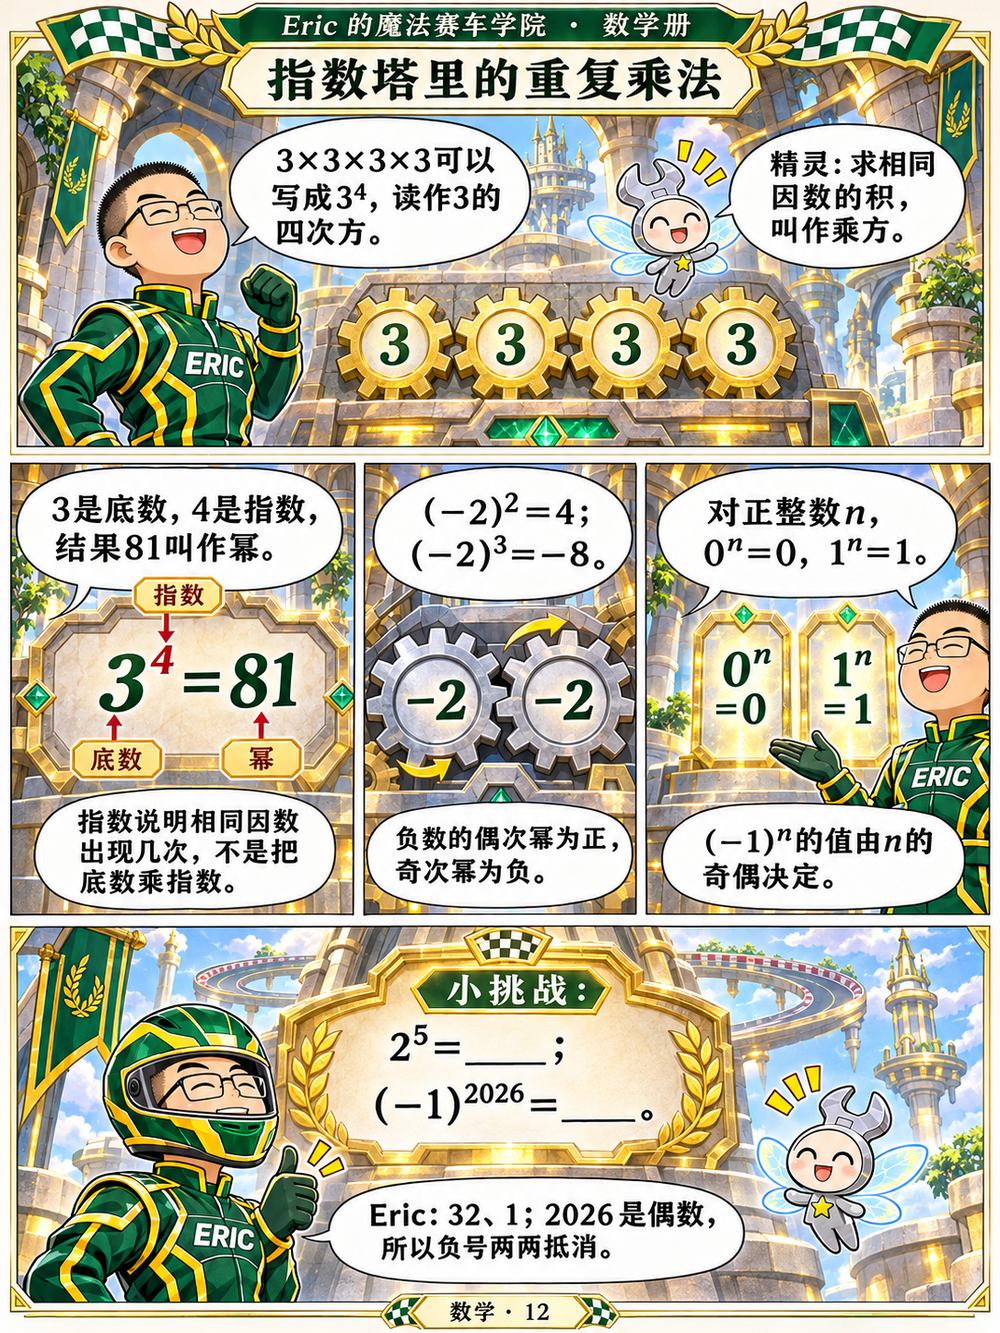 Eric 的魔法赛车学院 · 数学册
指数塔里的重复乘法
3×3×3×3可以
写成3⁴，读作3的
四次方。
精灵：求相同
因数的积，
叫作乘方。
ERIC
3 3 3 3
3是底数，4是指数，
结果81叫作幂。
指数
3⁴=81
底数 幂
指数说明相同因数
出现几次，不是把
底数乘指数。
(−2)²=4；
(−2)³=−8。
−2 −2
负数的偶次幂为正，
奇次幂为负。
对正整数n，
0ⁿ=0，1ⁿ=1。
0ⁿ
=0
1ⁿ
=1
ERIC
(−1)ⁿ的值由n的
奇偶决定。
小挑战：
2⁵=____；
(−1)²⁰²⁶=____。
ERIC
Eric：32、1；2026是偶数，
所以负号两两抵消。
数学 · 12